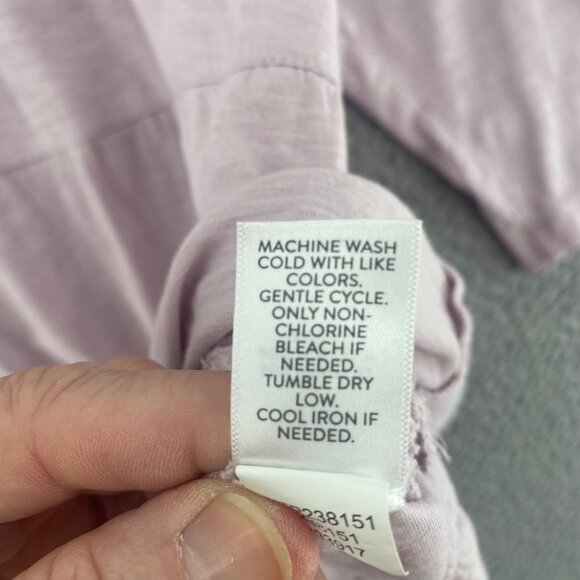 MACHINE WASH
COLD WITH LIKE
COLORS.
GENTLE CYCLE.
ONLY NON-
CHLORINE
BLEACH IF
NEEDED.
TUMBLE DRY
LOW.
COOL IRON IF
NEEDED.
238151